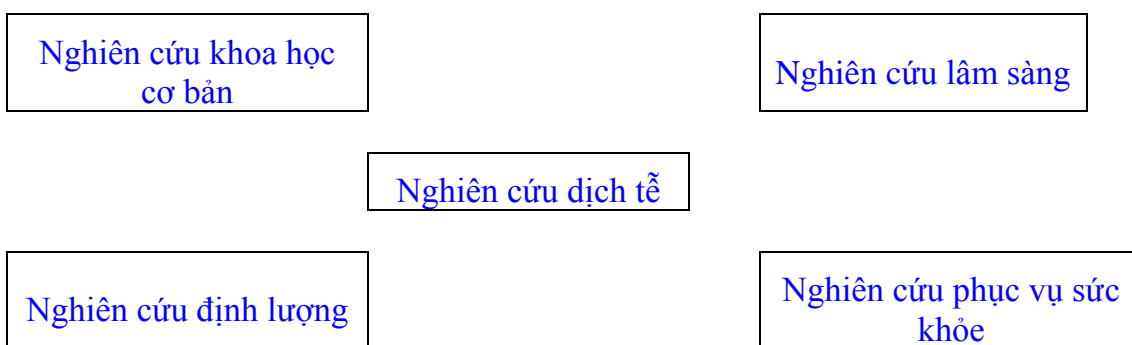 Nghiên cứu khoa học
cơ bản
Nghiên cứu lâm sàng
Nghiên cứu dịch tễ
Nghiên cứu định lượng
Nghiên cứu phục vụ sức
khỏe